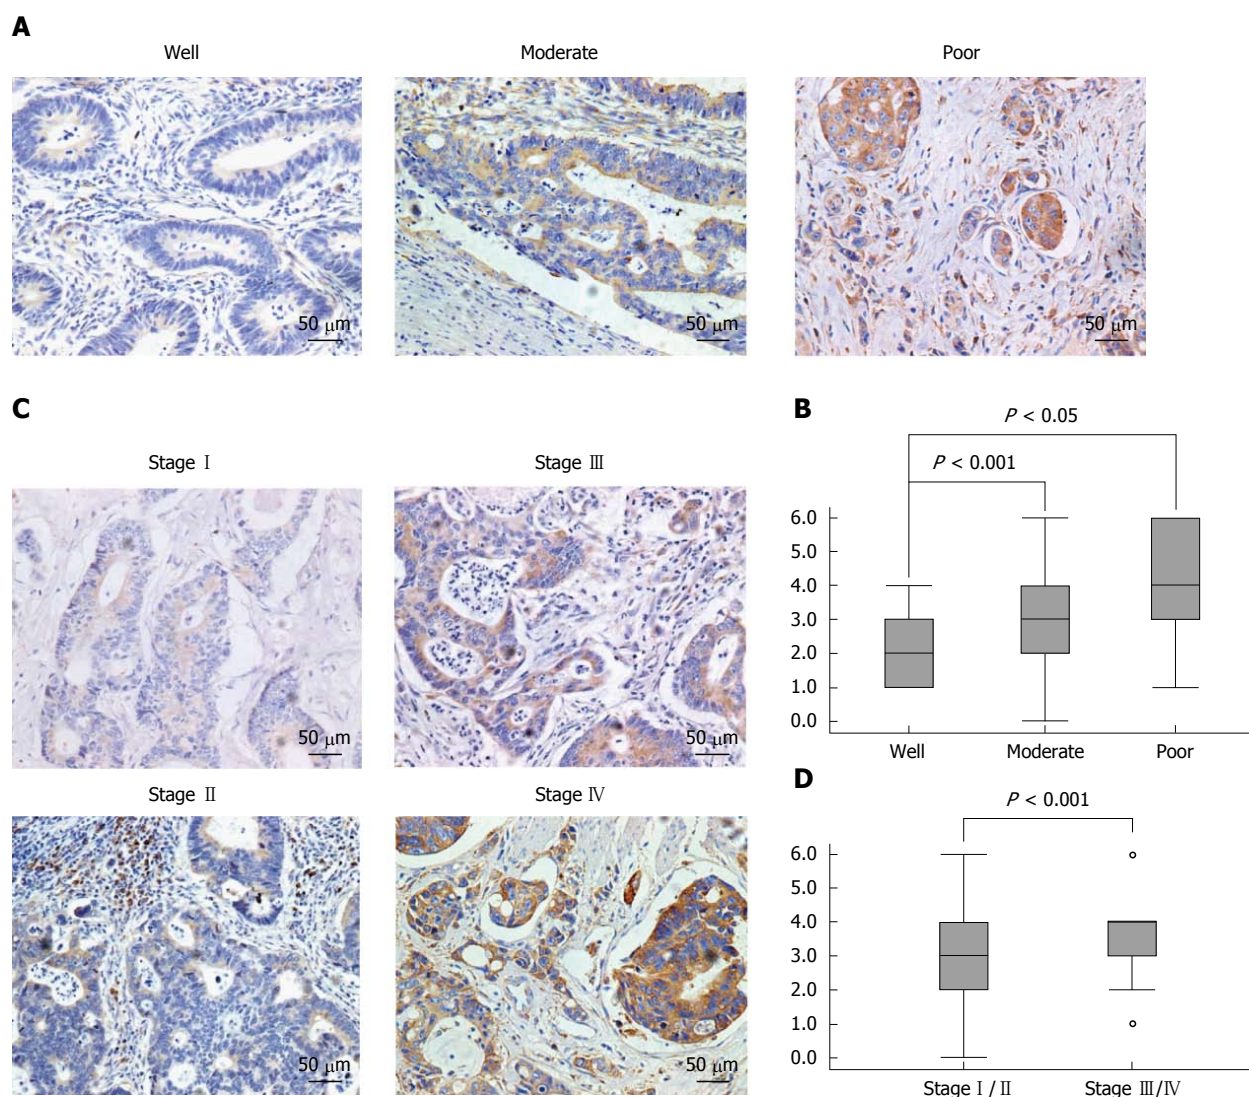 A
Well
Moderate
Poor
50 μm
50 μm
50 μm
C
Stage Ⅰ
Stage Ⅲ
50 μm
50 μm
Stage Ⅱ
Stage Ⅳ
50 μm
50 μm
B
P < 0.05
P < 0.001
6.0
5.0
4.0
3.0
2.0
1.0
0.0
Well
Moderate
Poor
D
P < 0.001
6.0
5.0
4.0
3.0
2.0
1.0
0.0
Stage Ⅰ/Ⅱ
Stage Ⅲ/Ⅳ